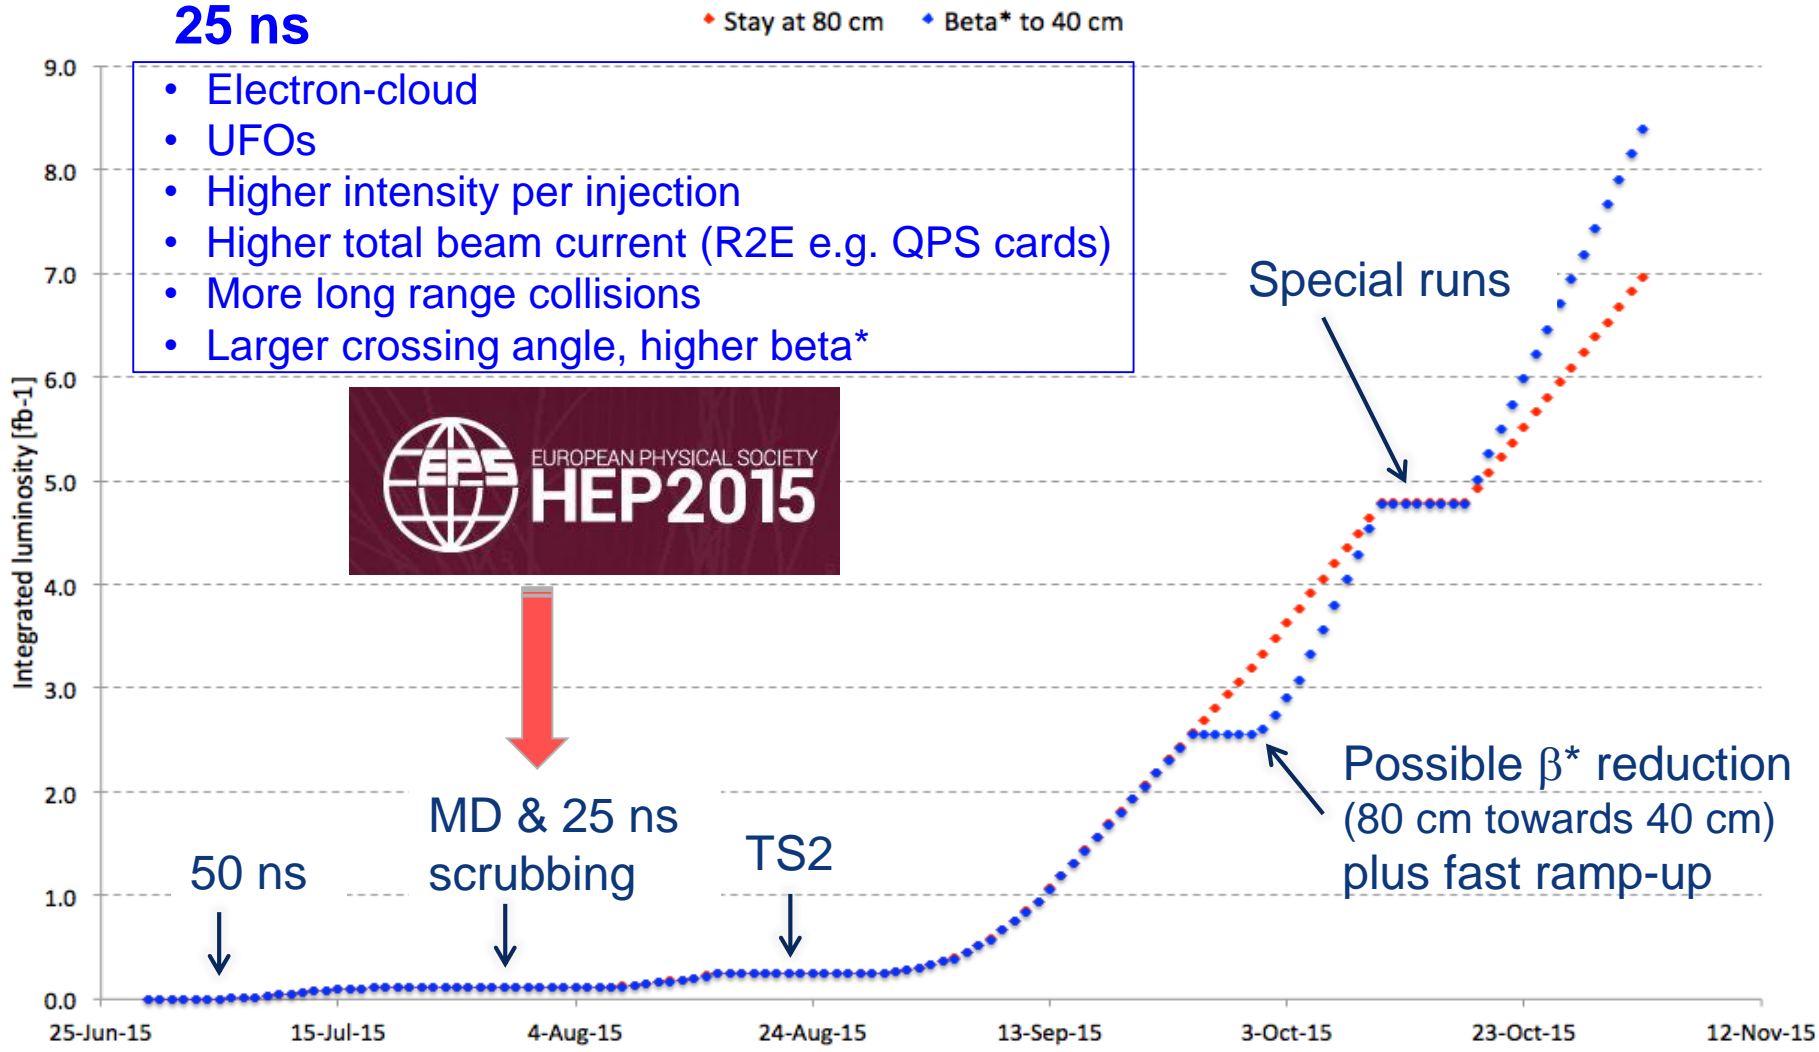 25 ns
Stay at 80 cm
Beta* to 40 cm
• Electron-cloud
• UFOs
• Higher intensity per injection
• Higher total beam current (R2E e.g. QPS cards)
• More long range collisions
• Larger crossing angle, higher beta*
EPS
EUROPEAN PHYSICAL SOCIETY
HEP2015
Special runs
Possible β* reduction
(80 cm towards 40 cm)
plus fast ramp-up
50 ns
MD & 25 ns
scrubbing
TS2
Integrated luminosity [fb-1]
9.0
8.0
7.0
6.0
5.0
4.0
3.0
2.0
1.0
0.0
25-Jun-15
15-Jul-15
4-Aug-15
24-Aug-15
13-Sep-15
3-Oct-15
23-Oct-15
12-Nov-15